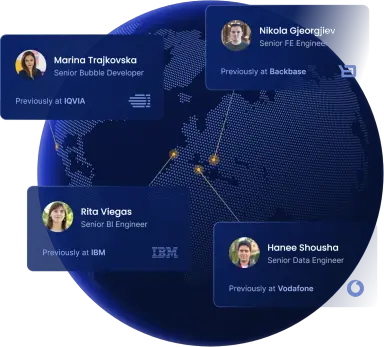 Nikola Gjeorgjiev
Senior FE Engineer
Previously at Backbase
Marina Trajkovska
Senior Bubble Developer
Previously at IQVIA
Rita Viegas
Senior BI Engineer
Previously at IBM
IBM
Hanee Shousha
Senior Data Engineer
Previously at Vodafone